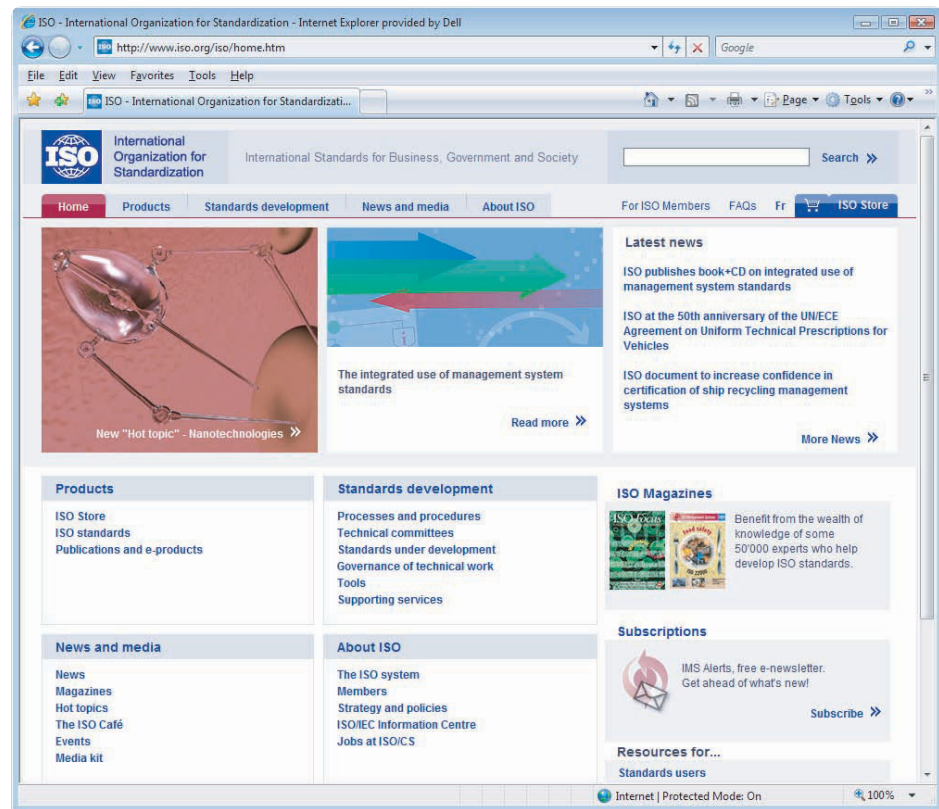 ISO - International Organization for Standardization - Internet Explorer provided by Dell
http://www.iso.org/iso/home.htm
Google
File Edit View Favorites Tools Help
ISO - International Organization for Standardizati...
Page Tools
ISO
International
Organization for
Standardization
International Standards for Business, Government and Society
Search »
Home Products Standards development News and media About ISO
For ISO Members FAQs Fr ISO Store
New "Hot topic" - Nanotechnologies »
The integrated use of management system
standards
Read more »
Latest news
ISO publishes book+CD on integrated use of
management system standards
ISO at the 50th anniversary of the UN/ECE
Agreement on Uniform Technical Prescriptions for
Vehicles
ISO document to increase confidence in
certification of ship recycling management
systems
More News »
Products
ISO Store
ISO standards
Publications and e-products
Standards development
Processes and procedures
Technical committees
Standards under development
Governance of technical work
Tools
Supporting services
ISO Magazines
ISO Focus
Benefit from the wealth of
knowledge of some
50'000 experts who help
develop ISO standards.
News and media
News
Magazines
Hot topics
The ISO Café
Events
Media kit
About ISO
The ISO system
Members
Strategy and policies
ISO/IEC Information Centre
Jobs at ISO/CS
Subscriptions
IMS Alerts, free e-newsletter.
Get ahead of what's new!
Subscribe »
Resources for...
Standards users
Internet | Protected Mode: On
100%